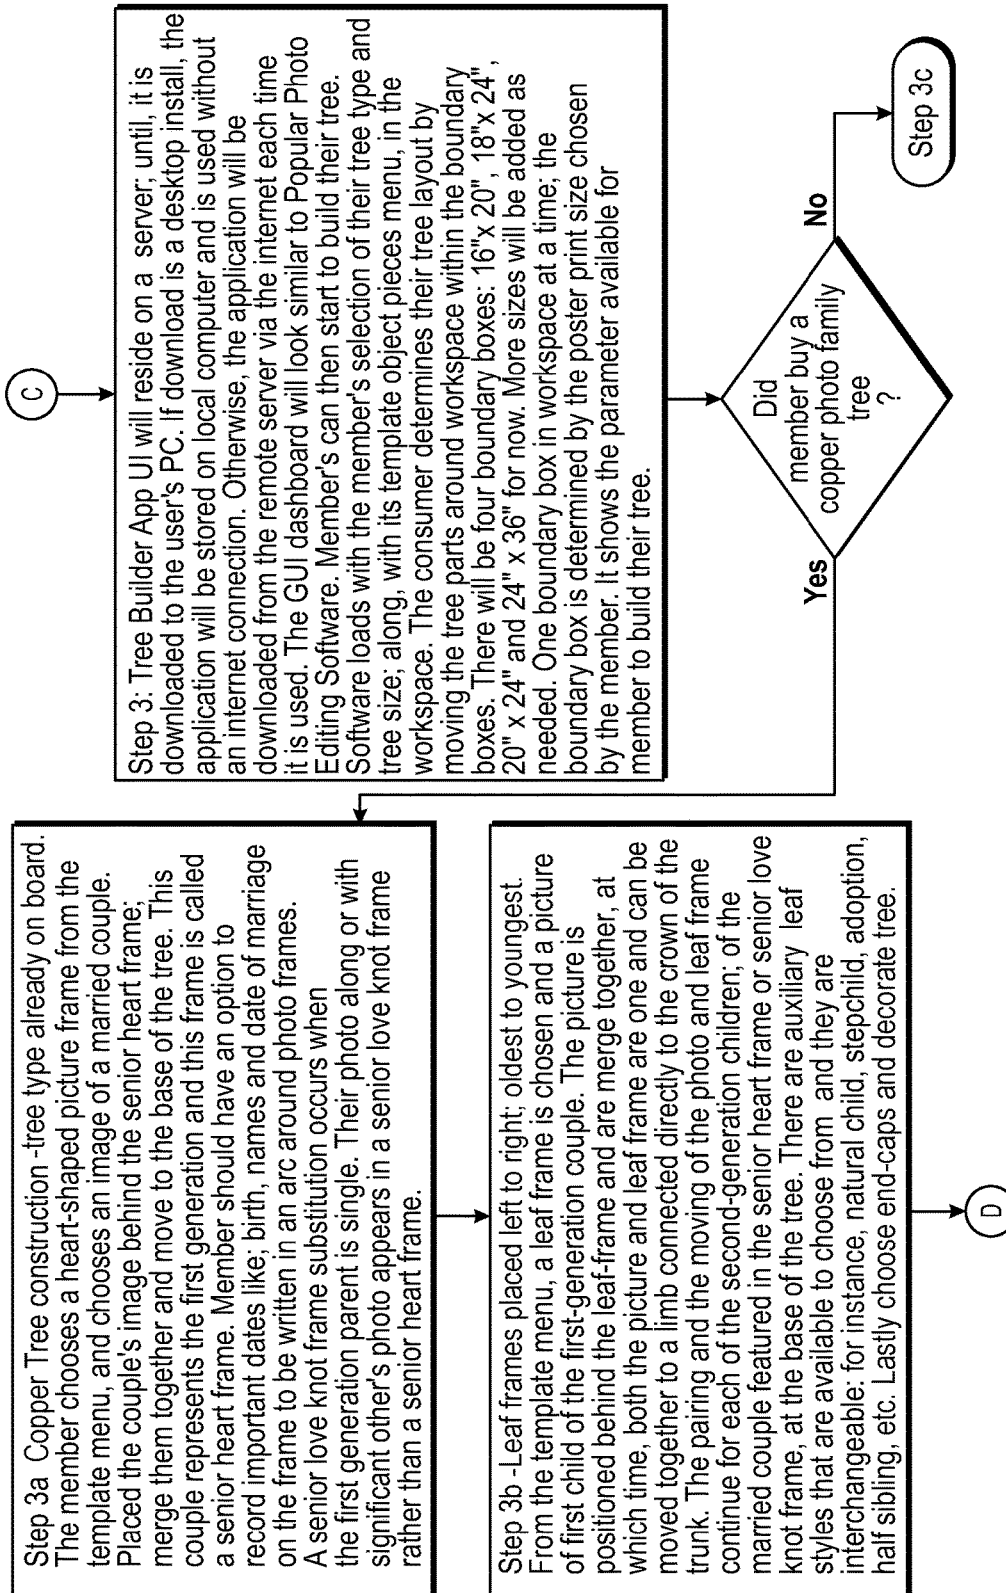 C
Step 3: Tree Builder App UI will reside on a server; until, it is
downloaded to the user's PC. If download is a desktop install, the
application will be stored on local computer and is used without
an internet connection. Otherwise, the application will be
downloaded from the remote server via the internet each time
it is used. The GUI dashboard will look similar to Popular Photo
Editing Software. Member's can then start to build their tree.
Software loads with the member's selection of their tree type and
tree size; along, with its template object pieces menu, in the
workspace. The consumer determines their tree layout by
moving the tree parts around workspace within the boundary
boxes. There will be four boundary boxes: 16"x 20", 18"x 24",
20" x 24" and 24" x 36" for now. More sizes will be added as
needed. One boundary box in workspace at a time; the
boundary box is determined by the poster print size chosen
by the member. It shows the parameter available for
member to build their tree.
Did
member buy a
copper photo family
tree
?
Yes
No
Step 3c
Step 3a Copper Tree construction -tree type already on board.
The member chooses a heart-shaped picture frame from the
template menu, and chooses an image of a married couple.
Placed the couple's image behind the senior heart frame;
merge them together and move to the base of the tree. This
couple represents the first generation and this frame is called
a senior heart frame. Member should have an option to
record important dates like; birth, names and date of marriage
on the frame to be written in an arc around photo frames.
A senior love knot frame substitution occurs when
the first generation parent is single. Their photo along or with
significant other's photo appears in a senior love knot frame
rather than a senior heart frame.
Step 3b -Leaf frames placed left to right; oldest to youngest.
From the template menu, a leaf frame is chosen and a picture
of first child of the first-generation couple. The picture is
positioned behind the leaf-frame and are merge together, at
which time, both the picture and leaf frame are one and can be
moved together to a limb connected directly to the crown of the
trunk. The pairing and the moving of the photo and leaf frame
continue for each of the second-generation children; of the
married couple featured in the senior heart frame or senior love
knot frame, at the base of the tree. There are auxiliary leaf
styles that are available to choose from and they are
interchangeable: for instance, natural child, stepchild, adoption,
half sibling, etc. Lastly choose end-caps and decorate tree.
D